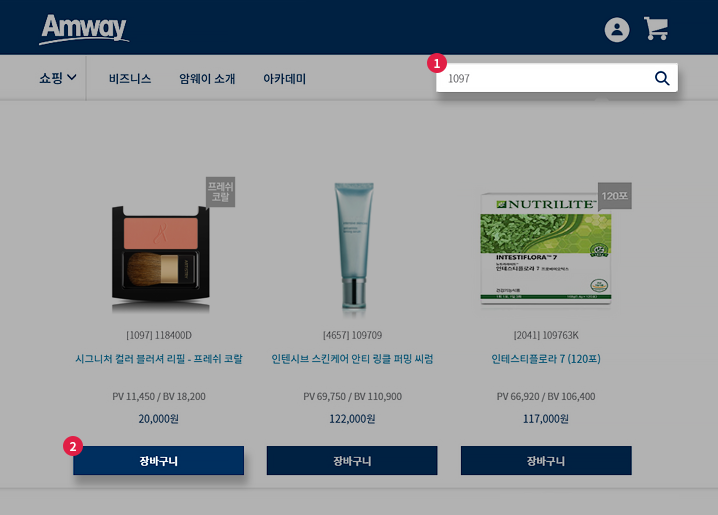 Amway
쇼핑
비즈니스
암웨이 소개
아카데미
1
1097
프레쉬
코랄
120포
NUTRILITE™
INTESTIFLORA™ 7
인테스티플로라 7
건강기능식품
[1097] 118400D
[4657] 109709
[2041] 109763K
시그니처 컬러 블러셔 리필 - 프레쉬 코랄
인텐시브 스킨케어 안티 링클 퍼밍 씨럼
인테스티플로라 7 (120포)
PV 11,450 / BV 18,200
PV 69,750 / BV 110,900
PV 66,920 / BV 106,400
20,000원
122,000원
117,000원
2
장바구니
장바구니
장바구니